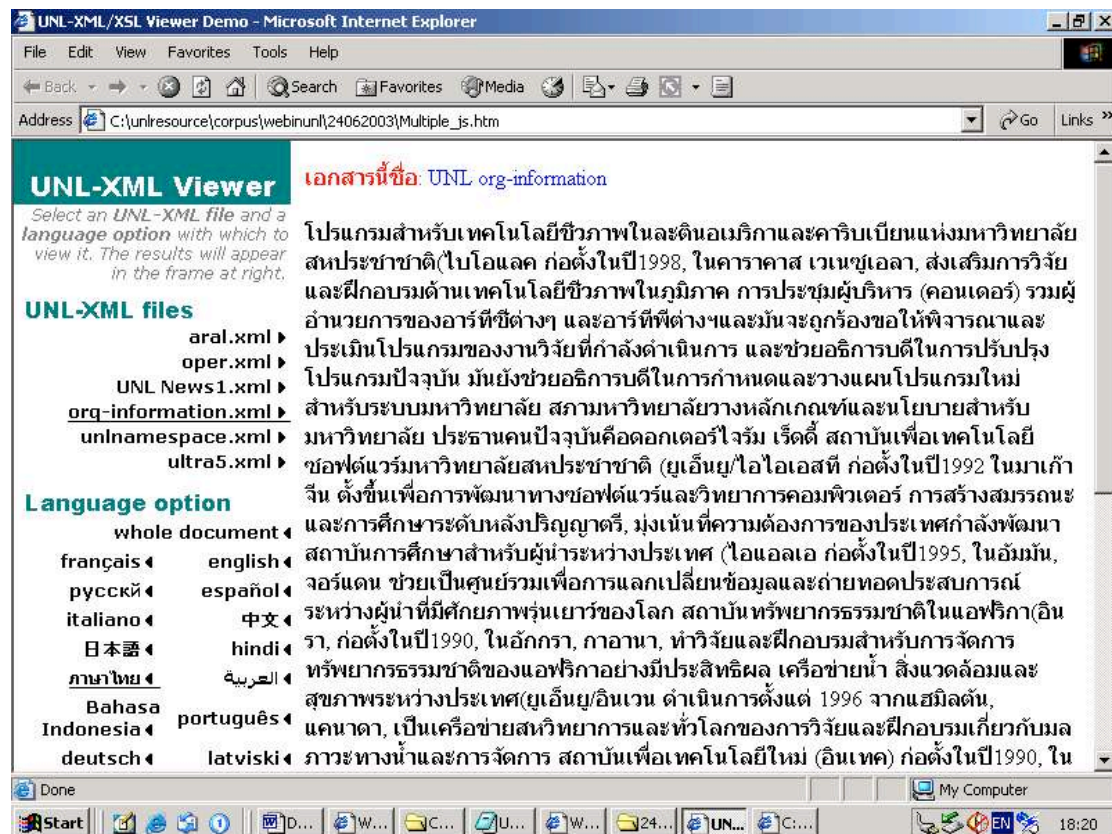 UNL-XML/XSL Viewer Demo - Microsoft Internet Explorer
File Edit View Favorites Tools Help
Back Search Favorites Media
Address C:\unlresource\corpus\webinunl\24062003\Multiple_js.htm Go Links »
UNL-XML Viewer
Select an UNL-XML file and a
language option with which to
view it. The results will appear
in the frame at right.
UNL-XML files
aral.xml
oper.xml
UNL News1.xml
org-information.xml
unlnamespace.xml
ultra5.xml
Language option
whole document
français english
русскй español
italiano 中文
日本語 hindi
ภาษาไทย العربية
Bahasa
Indonesia português
deutsch latviski
เอกสารนี้ชื่อ: UNL org-information
โปรแกรมสำหรับเทคโนโลยีชีวภาพในละตินอเมริกาและคาริบเบียนแห่งมหาวิทยาลัย
สหประชาชาติ(ไบโอแลค ก่อตั้งในปี1998, ในคาราคาส เวเนซูเอลา, ส่งเสริมการวิจัย
และฝึกอบรมด้านเทคโนโลยีชีวภาพในภูมิภาค การประชุมผู้บริหาร (คอนเดอร์) รวมผู้
อำนวยการของอาร์ทีซีต่างๆ และอาร์ทีพีต่างฯและมันจะถูกร้องขอให้พิจารณาและ
ประเมินโปรแกรมของงานวิจัยที่กำลังดำเนินการ และช่วยอธิการบดีในการปรับปรุง
โปรแกรมปัจจุบัน มันยังช่วยอธิการบดีในการกำหนดและวางแผนโปรแกรมใหม่
สำหรับระบบมหาวิทยาลัย สภามหาวิทยาลัยวางหลักเกณฑ์และนโยบายสำหรับ
มหาวิทยาลัย ประธานคนปัจจุบันคือดอกเตอร์ไจรัม เร็ดดี้ สถาบันเพื่อเทคโนโลยี
ซอฟต์แวร์มหาวิทยาลัยสหประชาชาติ (ยูเอ็นยู/ไอไอเอสที ก่อตั้งในปี1992 ในมาเก๊า
จีน ตั้งขึ้นเพื่อการพัฒนาทางซอฟต์แวร์และวิทยาการคอมพิวเตอร์ การสร้างสมรรถนะ
และการศึกษาระดับหลังปริญญาตรี, มุ่งเน้นที่ความต้องการของประเทศกำลังพัฒนา
สถาบันการศึกษาสำหรับผู้นำระหว่างประเทศ (ไอแอลเอ ก่อตั้งในปี1995, ในอัมมัน,
จอร์แดน ช่วยเป็นศูนย์รวมเพื่อการแลกเปลี่ยนข้อมูลและถ่ายทอดประสบการณ์
ระหว่างผู้นำที่มีศักยภาพรุ่นเยาว์ของโลก สถาบันทรัพยากรธรรมชาติในแอฟริกา(อิน
รา, ก่อตั้งในปี1990, ในอักกรา, กาอานา, ทำวิจัยและฝึกอบรมสำหรับการจัดการ
ทรัพยากรธรรมชาติของแอฟริกาอย่างมีประสิทธิผล เครือข่ายน้ำ สิ่งแวดล้อมและ
สุขภาพระหว่างประเทศ(ยูเอ็นยู/อินเวน ดำเนินการตั้งแต่ 1996 จากแฮมิลตัน,
แคนาดา, เป็นเครือข่ายสหวิทยาการและทั่วโลกของการวิจัยและฝึกอบรมเกี่ยวกับมล
ภาวะทางน้ำและการจัดการ สถาบันเพื่อเทคโนโลยีใหม่ (อินเทค) ก่อตั้งในปี1990, ใน
Done My Computer
Start D... W... C... U... W... 24... UN... C:... EN 18:20